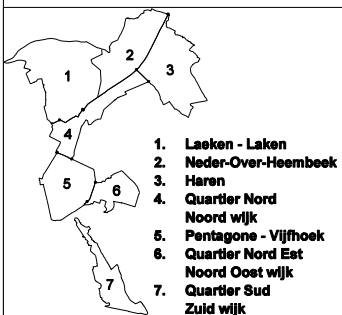 1
2
3
4
5
6
7
1. Laeken - Laken
2. Neder-Over-Heembeek
3. Haren
4. Quartier Nord
Noord wijk
5. Pentagone - Vijfhoek
6. Quartier Nord Est
Noord Oost wijk
7. Quartier Sud
Zuid wijk